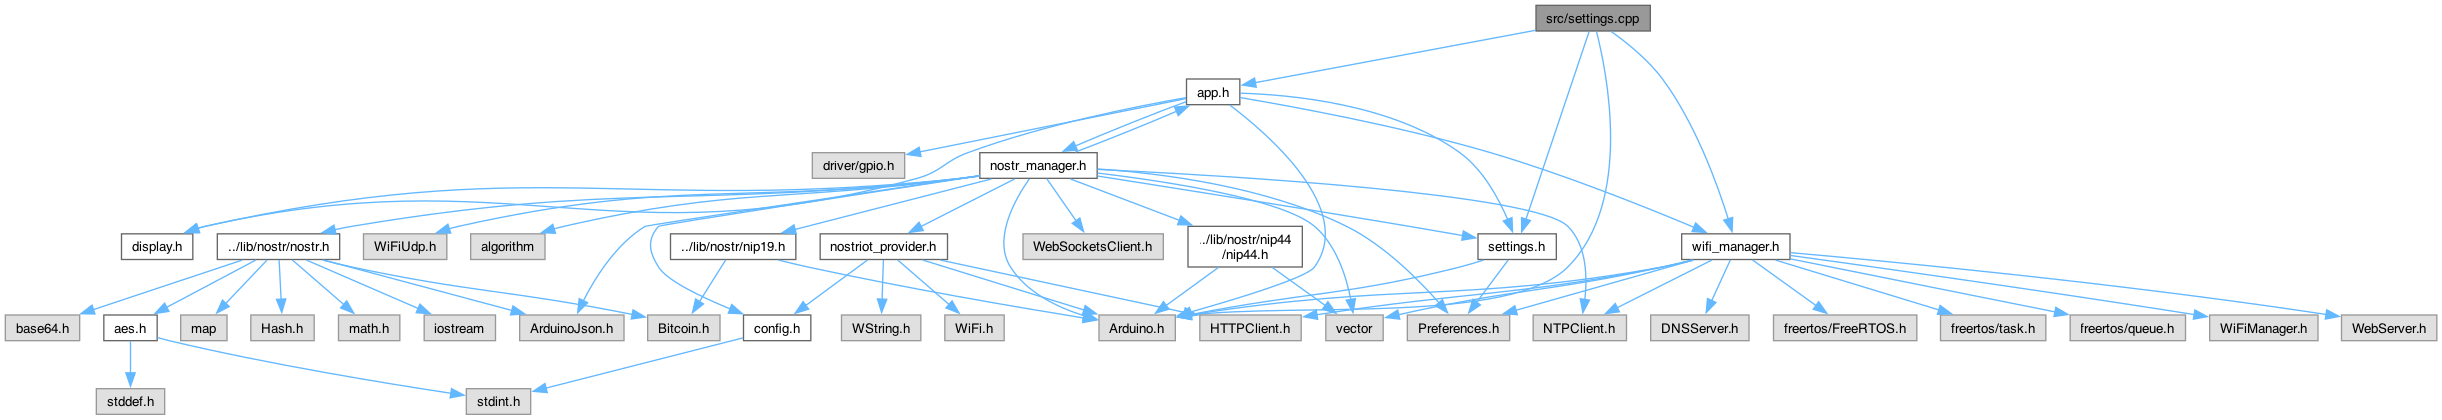 src/settings.cpp
app.h
driver/gpio.h
nostr_manager.h
display.h
../lib/nostr/nostr.h
WiFiUdp.h
algorithm
../lib/nostr/nip19.h
nostriot_provider.h
WebSocketsClient.h
../lib/nostr/nip44
/nip44.h
settings.h
wifi_manager.h
base64.h
aes.h
map
Hash.h
math.h
iostream
ArduinoJson.h
Bitcoin.h
config.h
WString.h
WiFi.h
Arduino.h
HTTPClient.h
vector
Preferences.h
NTPClient.h
DNSServer.h
freertos/FreeRTOS.h
freertos/task.h
freertos/queue.h
WiFiManager.h
WebServer.h
stddef.h
stdint.h